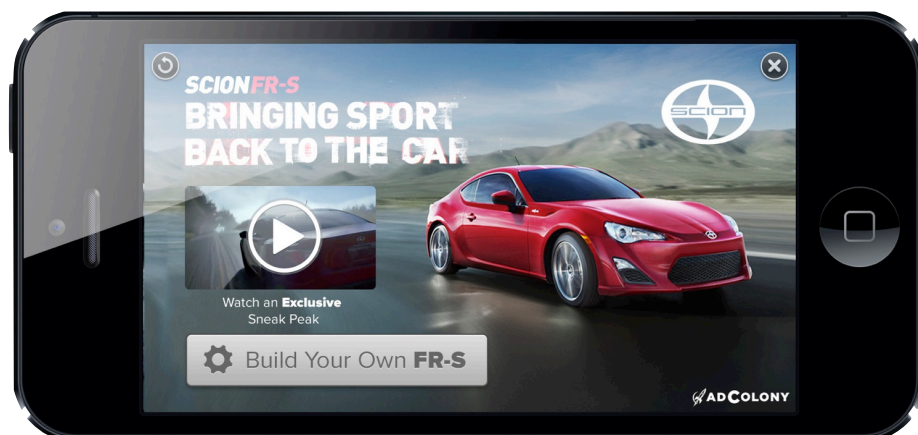 SCION FR-S
BRINGING SPORT
BACK TO THE CAR
SCION
Watch an Exclusive
Sneak Peak
Build Your Own FR-S
ADCOLONY